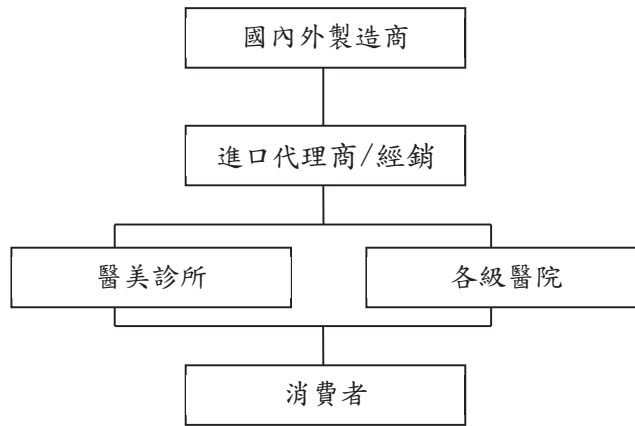 國內外製造商
進口代理商/經銷
醫美診所
各級醫院
消費者